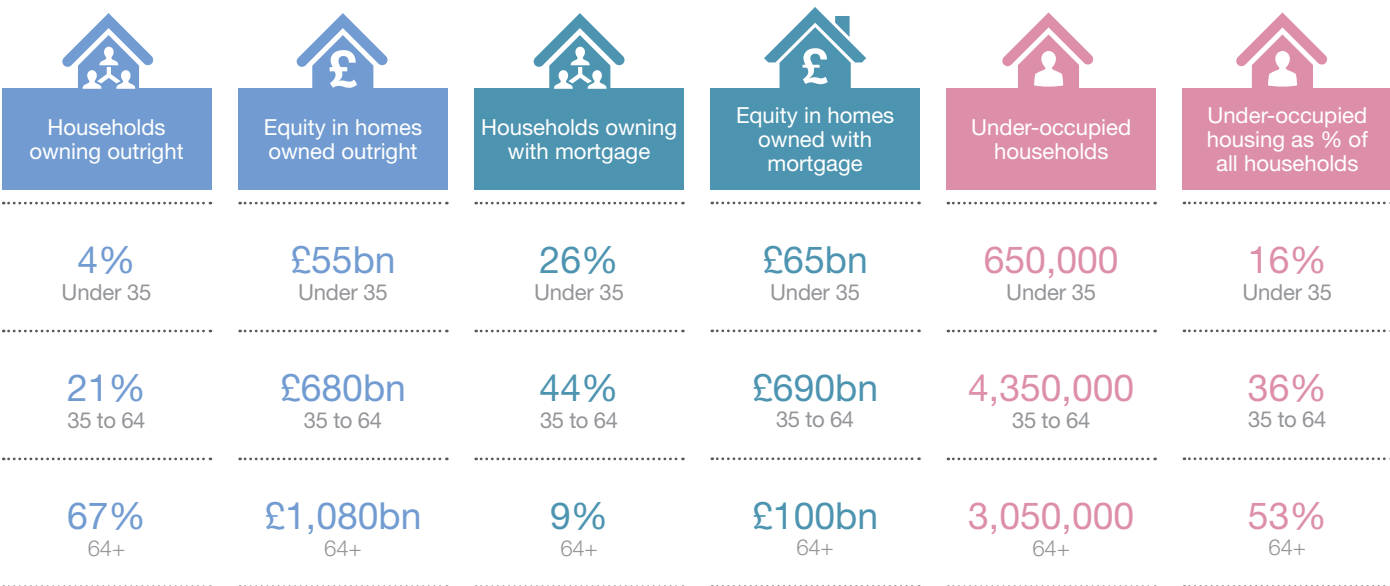 Households
owning outright
Equity in homes
owned outright
Households owning
with mortgage
Equity in homes
owned with
mortgage
Under-occupied
households
Under-occupied
housing as % of
all households
4%
Under 35
£55bn
Under 35
26%
Under 35
£65bn
Under 35
650,000
Under 35
16%
Under 35
21%
35 to 64
£680bn
35 to 64
44%
35 to 64
£690bn
35 to 64
4,350,000
35 to 64
36%
35 to 64
67%
64+
£1,080bn
64+
9%
64+
£100bn
64+
3,050,000
64+
53%
64+